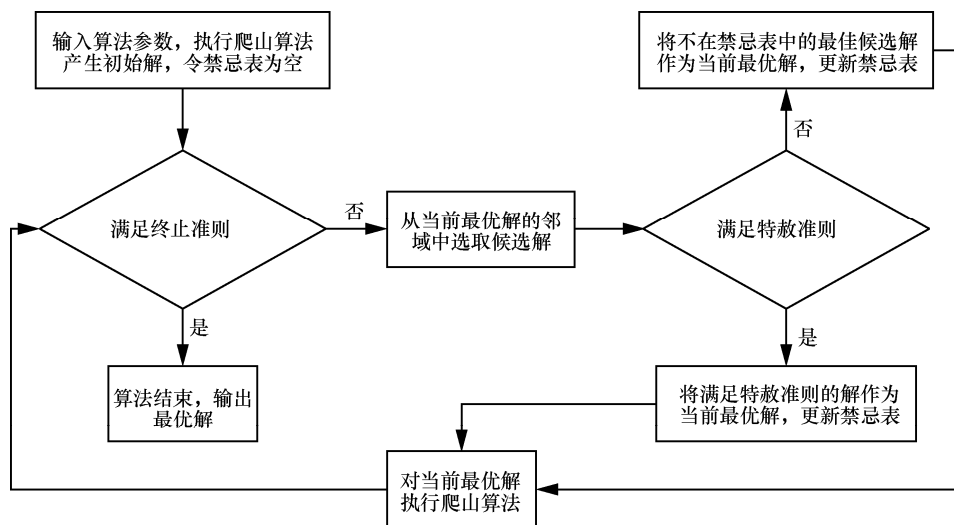 输入算法参数，执行爬山算法
产生初始解，令禁忌表为空
将不在禁忌表中的最佳候选解
作为当前最优解，更新禁忌表
否
满足终止准则
否
从当前最优解的邻
域中选取候选解
满足特赦准则
是
是
算法结束，输出
最优解
将满足特赦准则的解作为
当前最优解，更新禁忌表
对当前最优解
执行爬山算法